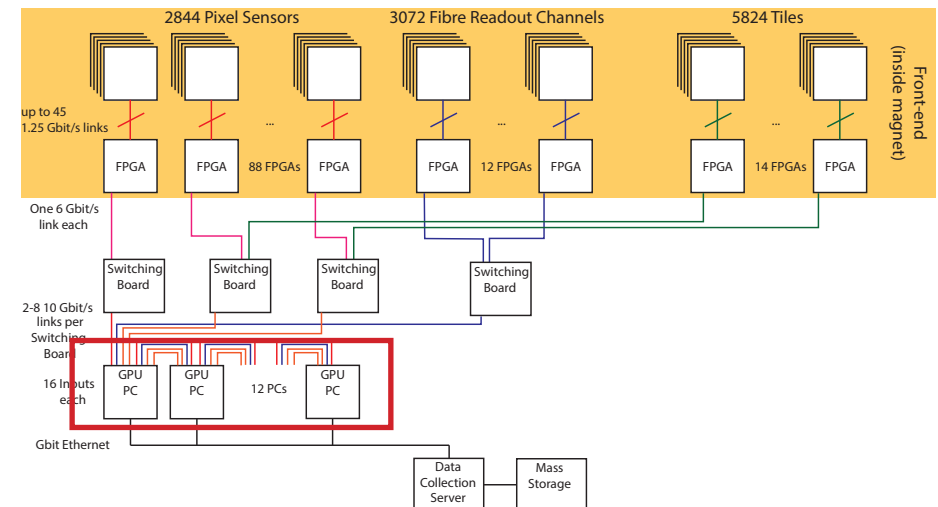 2844 Pixel Sensors
3072 Fibre Readout Channels
5824 Tiles
Front-end
(inside magnet)
up to 45
1.25 Gbit/s links
...
...
...
FPGA
FPGA
88 FPGAs
FPGA
FPGA
12 FPGAs
FPGA
FPGA
14 FPGAs
FPGA
One 6 Gbit/s
link each
Switching
Board
Switching
Board
Switching
Board
Switching
Board
2-8 10 Gbit/s
links per
Switching
Board
16 Inputs
each
GPU
PC
GPU
PC
12 PCs
GPU
PC
Gbit Ethernet
Data
Collection
Server
Mass
Storage